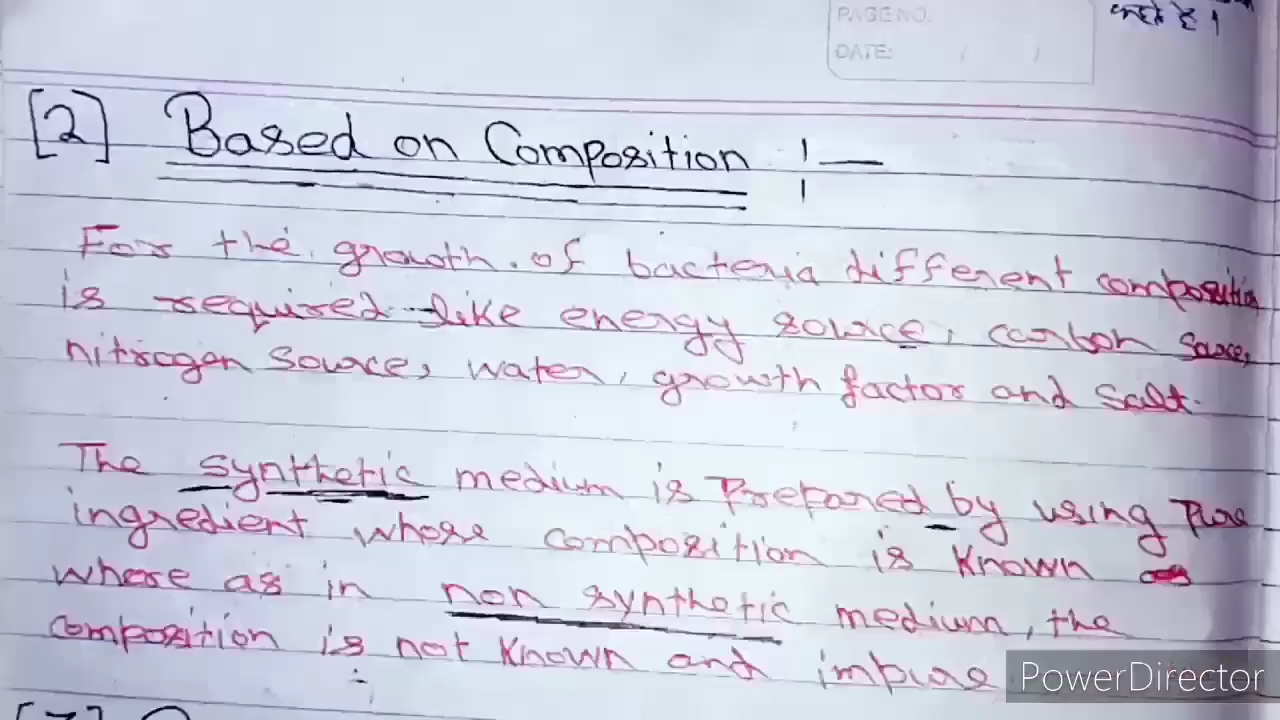 PAGE NO.
DATE: / /
कहते है।
[2] Based on Composition :—
For the growth of bacteria different composition
is required like energy source, carbon source,
nitrogen source, water, growth factor and salt.
The synthetic medium is prepared by using pure
ingredient whose composition is known
where as in non synthetic medium, the
composition is not known and impure
PowerDirector